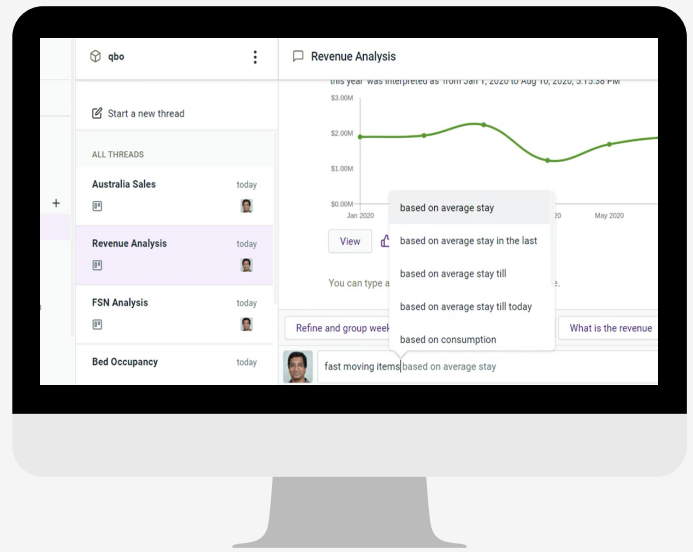 qbo
Revenue Analysis
this year' was interpreted as 'from Jan 1, 2020 to Aug 10, 2020, 5:15:38 PM'
$3.00M
$2.00M
$1.00M
$0.00M
Jan 2020
20
May 2020
Start a new thread
ALL THREADS
Australia Sales
today
Revenue Analysis
today
FSN Analysis
today
Bed Occupancy
today
+
View
You can type a
e.
based on average stay
based on average stay in the last
based on average stay till
based on average stay till today
based on consumption
Refine and group week
What is the revenue
fast moving items based on average stay